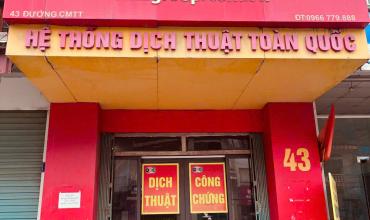 43 ĐƯỜNG CMTT
ĐT:0966 779.888
HỆ THỐNG DỊCH THUẬT TOÀN QUỐC
DỊCH
THUẬT
CÔNG
CHỨNG
43